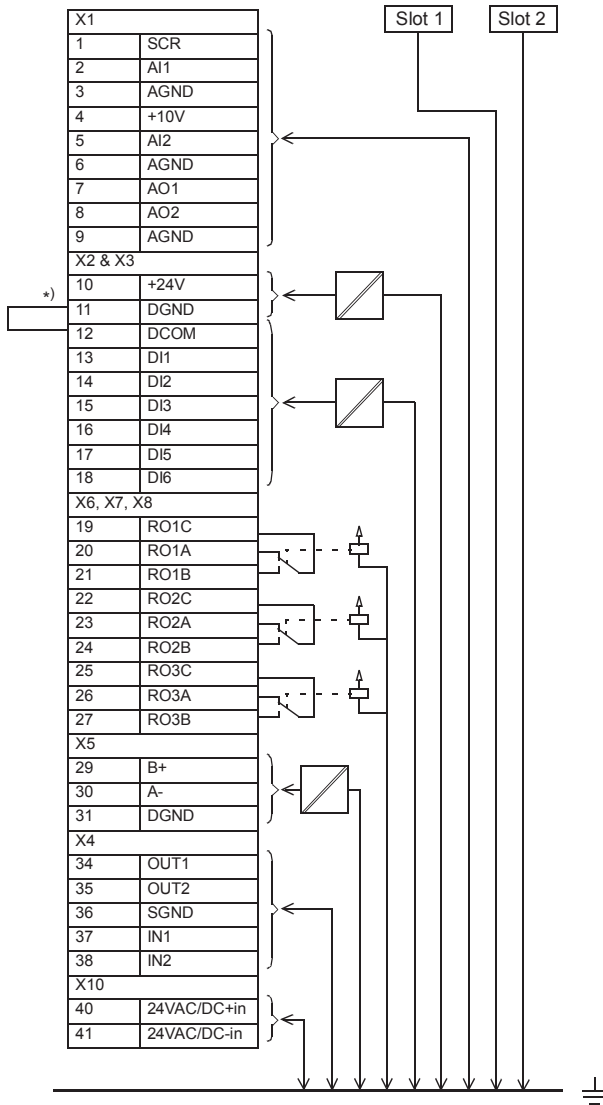 X1
Slot 1
Slot 2
1 SCR
2 AI1
3 AGND
4 +10V
5 AI2
6 AGND
7 AO1
8 AO2
9 AGND
X2 & X3
*)
10 +24V
11 DGND
12 DCOM
13 DI1
14 DI2
15 DI3
16 DI4
17 DI5
18 DI6
X6, X7, X8
19 RO1C
20 RO1A
21 RO1B
22 RO2C
23 RO2A
24 RO2B
25 RO3C
26 RO3A
27 RO3B
X5
29 B+
30 A-
31 DGND
X4
34 OUT1
35 OUT2
36 SGND
37 IN1
38 IN2
X10
40 24VAC/DC+in
41 24VAC/DC-in